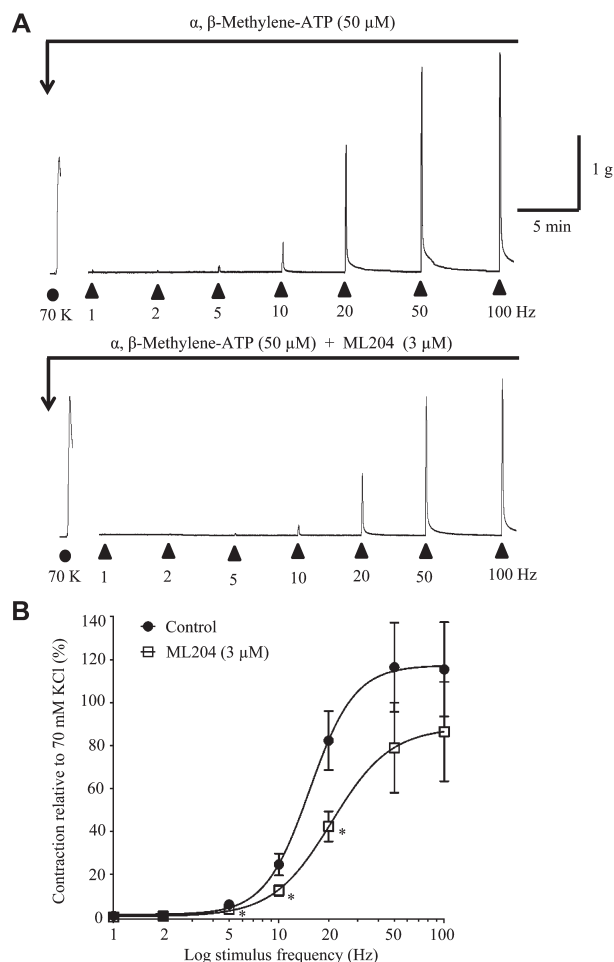 A
α, β-Methylene-ATP (50 μM)
1 g
5 min
70 K 1 2 5 10 20 50 100 Hz
α, β-Methylene-ATP (50 μM) + ML204 (3 μM)
70 K 1 2 5 10 20 50 100 Hz
B
Contraction relative to 70 mM KCl (%)
140
120
100
80
60
40
20
0
Control
ML204 (3 μM)
*
*
*
1 2 5 10 20 50 100
Log stimulus frequency (Hz)